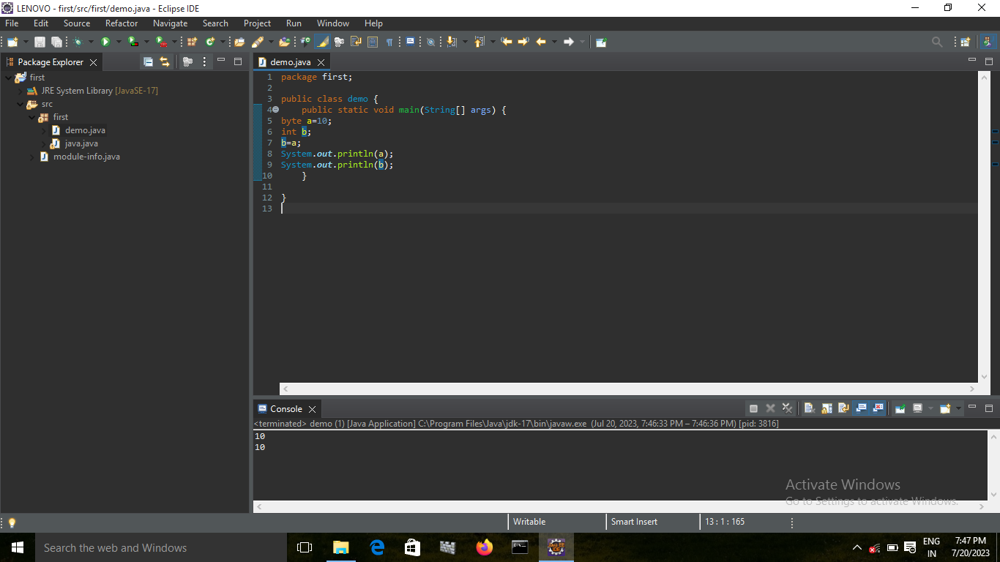 LENOVO - first/src/first/demo.java - Eclipse IDE
File Edit Source Refactor Navigate Search Project Run Window Help
Package Explorer
first
JRE System Library [JavaSE-17]
src
first
demo.java
java.java
module-info.java
demo.java
1 package first;
2
3 public class demo {
4 public static void main(String[] args) {
5 byte a=10;
6 int b;
7 b=a;
8 System.out.println(a);
9 System.out.println(b);
10 }
11
12 }
13
Console
<terminated> demo (1) [Java Application] C:\Program Files\Java\jdk-17\bin\javaw.exe (Jul 20, 2023, 7:46:33 PM – 7:46:36 PM) [pid: 3816]
10
10
Activate Windows
Go to Settings to activate Windows.
Writable Smart Insert 13 : 1 : 165
Search the web and Windows
ENG
IN
7:47 PM
7/20/2023